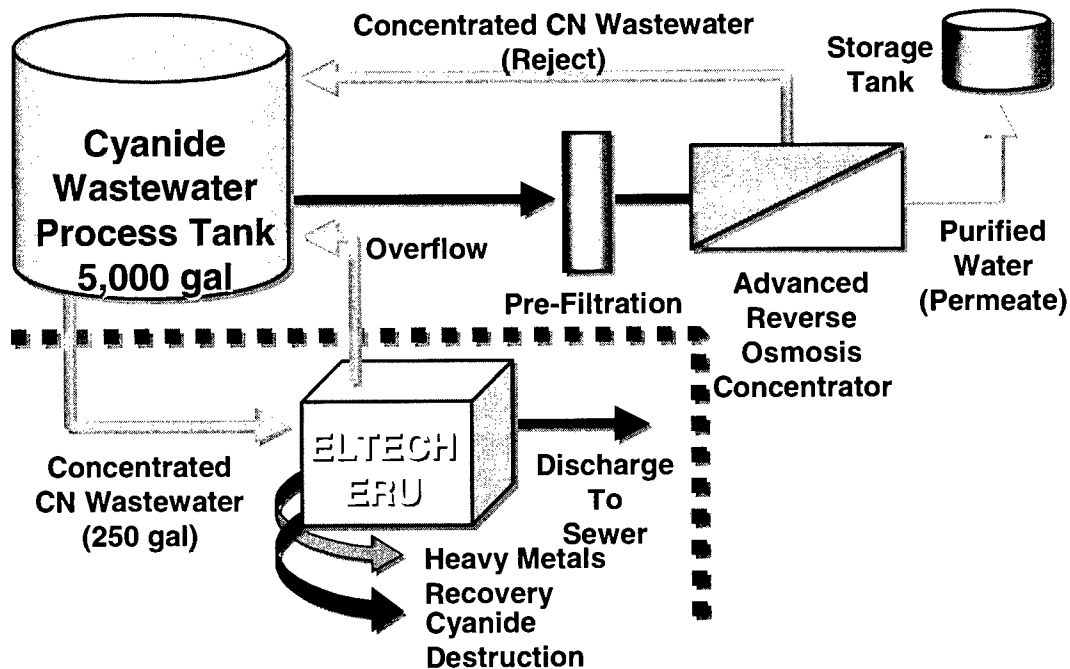 Concentrated CN Wastewater
(Reject)
Storage
Tank
Cyanide
Wastewater
Process Tank
5,000 gal
Overflow
Pre-Filtration
Advanced
Reverse
Osmosis
Concentrator
Purified
Water
(Permeate)
Concentrated
CN Wastewater
(250 gal)
ELTECH
ERU
Discharge
To
Sewer
Heavy Metals
Recovery
Cyanide
Destruction